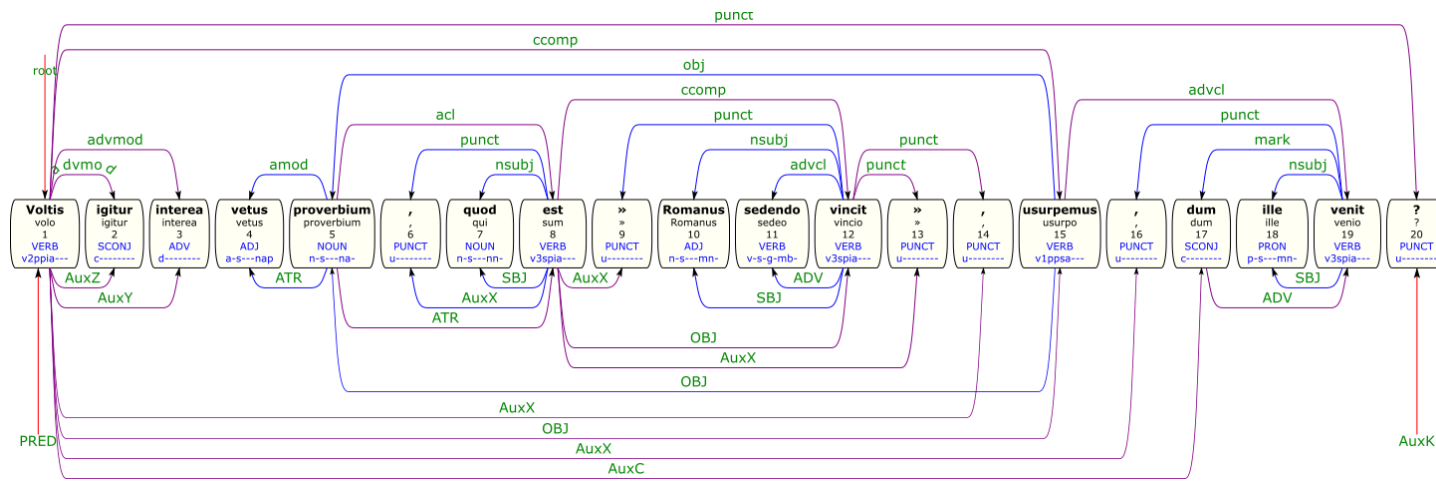 punct
ccomp
root obj
ccomp advcl
advmod acl punct punct
advmod amod punct nsubj nsubj advcl punct punct mark nsubj
Voltis igitur interea vetus proverbium , quod est » Romanus sedendo vincit » , usurpemus , dum ille venit ?
volo igitur interea vetus proverbium , qui sum » Romanus sedeo vincio » , usurpo , dum ille venio ?
1 2 3 4 5 6 7 8 9 10 11 12 13 14 15 16 17 18 19 20
VERB SCONJ ADV ADJ NOUN PUNCT NOUN VERB PUNCT ADJ VERB VERB PUNCT PUNCT VERB PUNCT SCONJ PRON VERB PUNCT
v2ppia--- c-------- d-------- a-s---nap n-s---na- u-------- n-s---nn- v3spia--- u-------- n-s---mn- v-s-g-mb- v3spia--- u-------- u-------- v1ppsa--- u-------- c-------- p-s---mn- v3spia--- u--------
AuxZ ATR SBJ AuxX ADV SBJ
AuxY AuxX SBJ ADV
ATR
OBJ
AuxX
OBJ
AuxX
OBJ
PRED AuxX AuxK
AuxC